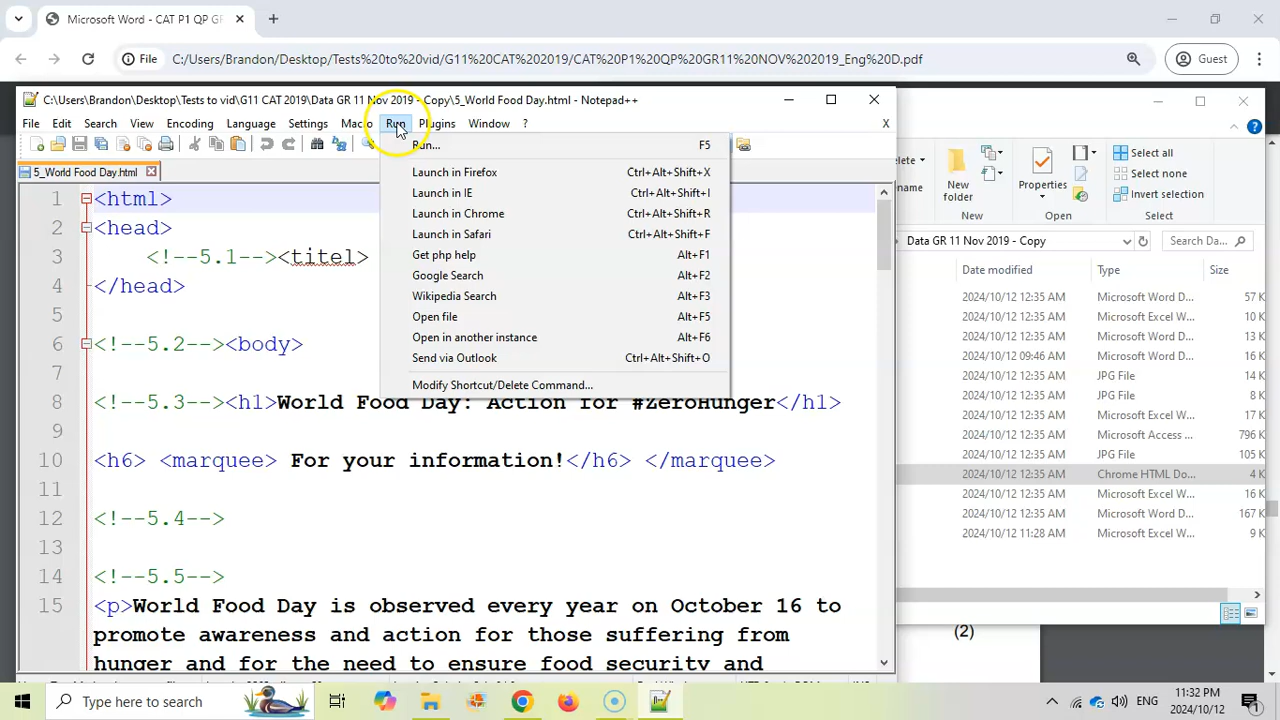 Microsoft Word - CAT P1 QP GR
File
C:/Users/Brandon/Desktop/Tests%20to%20vid/G11%20CAT%202019/CAT%20P1%20QP%20GR11%20NOV%202019_Eng%20D.pdf
Guest
C:\Users\Brandon\Desktop\Tests to vid\G11 CAT 2019\Data GR 11 Nov 2019 - Copy\5_World Food Day.html - Notepad++
File Edit Search View Encoding Language Settings Macro Run Plugins Window ? X
5_World Food Day.html
Run... F5
Launch in Firefox Ctrl+Alt+Shift+X
Launch in IE Ctrl+Alt+Shift+I
Launch in Chrome Ctrl+Alt+Shift+R
Launch in Safari Ctrl+Alt+Shift+F
Get php help Alt+F1
Google Search Alt+F2
Wikipedia Search Alt+F3
Open file Alt+F5
Open in another instance Alt+F6
Send via Outlook Ctrl+Alt+Shift+O
Modify Shortcut/Delete Command...
1 <html>
2 <head>
3 <!--5.1--><titel>
4 </head>
5
6 <!--5.2--><body>
7
8 <!--5.3--><h1>World Food Day: Action for #ZeroHunger</h1>
9
10 <h6> <marquee> For your information!</h6> </marquee>
11
12 <!--5.4-->
13
14 <!--5.5-->
15 <p>World Food Day is observed every year on October 16 to
promote awareness and action for those suffering from
hunger and for the need to ensure food security and
New folder
Properties
Select all
Select none
Invert selection
New Open Select
Data GR 11 Nov 2019 - Copy
Search Da...
Date modified Type Size
2024/10/12 12:35 AM Microsoft Word D... 57 K
2024/10/12 12:35 AM Microsoft Excel W... 10 K
2024/10/12 12:35 AM Microsoft Word D... 13 K
2024/10/12 09:46 AM Microsoft Word D... 16 K
2024/10/12 12:35 AM JPG File 14 K
2024/10/12 12:35 AM JPG File 8 K
2024/10/12 12:35 AM Microsoft Excel W... 17 K
2024/10/12 12:35 AM Microsoft Access ... 796 K
2024/10/12 12:35 AM JPG File 105 K
2024/10/12 12:35 AM Chrome HTML Do... 4 K
2024/10/12 12:35 AM Microsoft Excel W... 16 K
2024/10/12 12:35 AM Microsoft Word D... 167 K
2024/10/12 11:28 AM Microsoft Excel W... 9 K
(2)
Type here to search
ENG
11:32 PM
2024/10/12